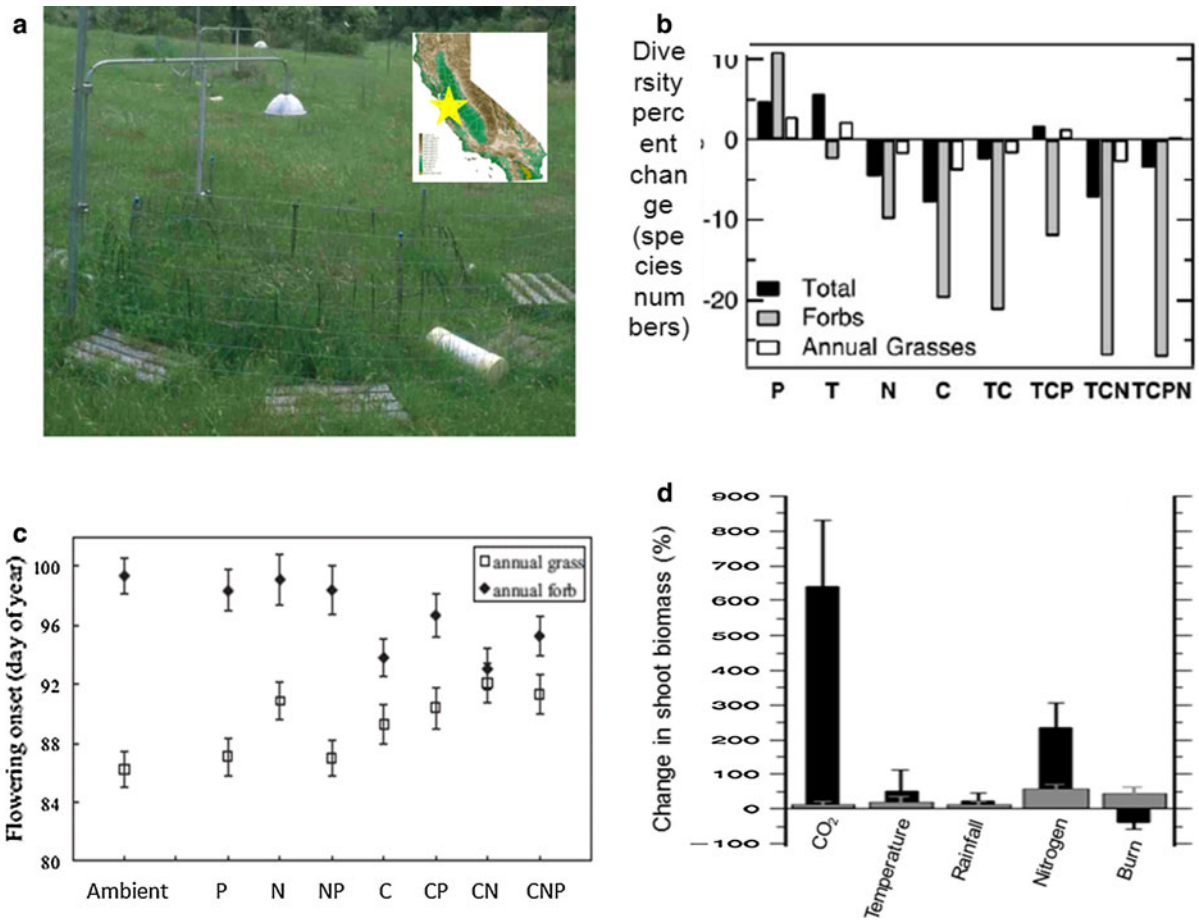 a
b
Dive
rsity
perc
ent
chan
ge
(spe
cies
num
bers)
10
0
-10
-20
Total
Forbs
Annual Grasses
P T N C TC TCP TCN TCPN
c
Flowering onset (day of year)
100
96
92
88
84
80
annual grass
annual forb
Ambient P N NP C CP CN CNP
d
Change in shoot biomass (%)
900
800
700
600
500
400
300
200
100
0
-100
CO₂
Temperature
Rainfall
Nitrogen
Burn